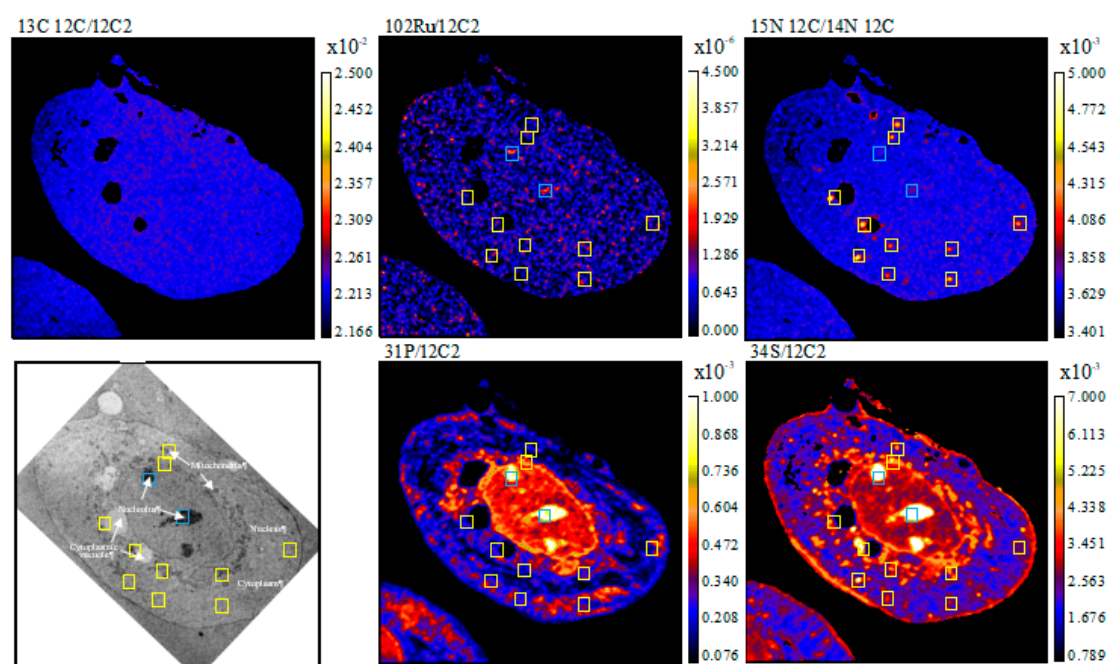 13C 12C/12C2
102Ru/12C2
15N 12C/14N 12C
x10-2
2.500
2.452
2.404
2.357
2.309
2.261
2.213
2.166
x10-6
4.500
3.857
3.214
2.571
1.929
1.286
0.643
0.000
x10-3
5.000
4.772
4.543
4.315
4.086
3.858
3.629
3.401
Mitochondria¶
Nucleolus¶
Nucleus¶
Cytoplasmic
vacuole¶
Cytoplasm¶
31P/12C2
x10-3
1.000
0.868
0.736
0.604
0.472
0.340
0.208
0.076
34S/12C2
x10-3
7.000
6.113
5.225
4.338
3.451
2.563
1.676
0.789